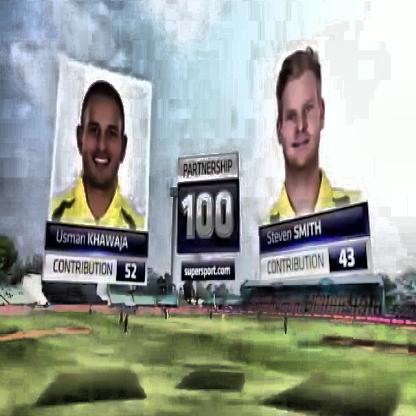 PARTNERSHIP
100
supersport.com
Usman KHAWAJA
CONTRIBUTION 52
Steven SMITH
CONTRIBUTION 43